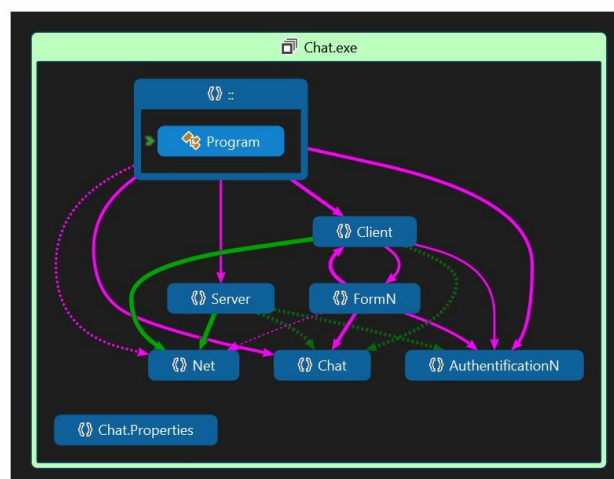 Chat.exe
::
Program
Client
Server
FormN
Net
Chat
AuthentificationN
Chat.Properties